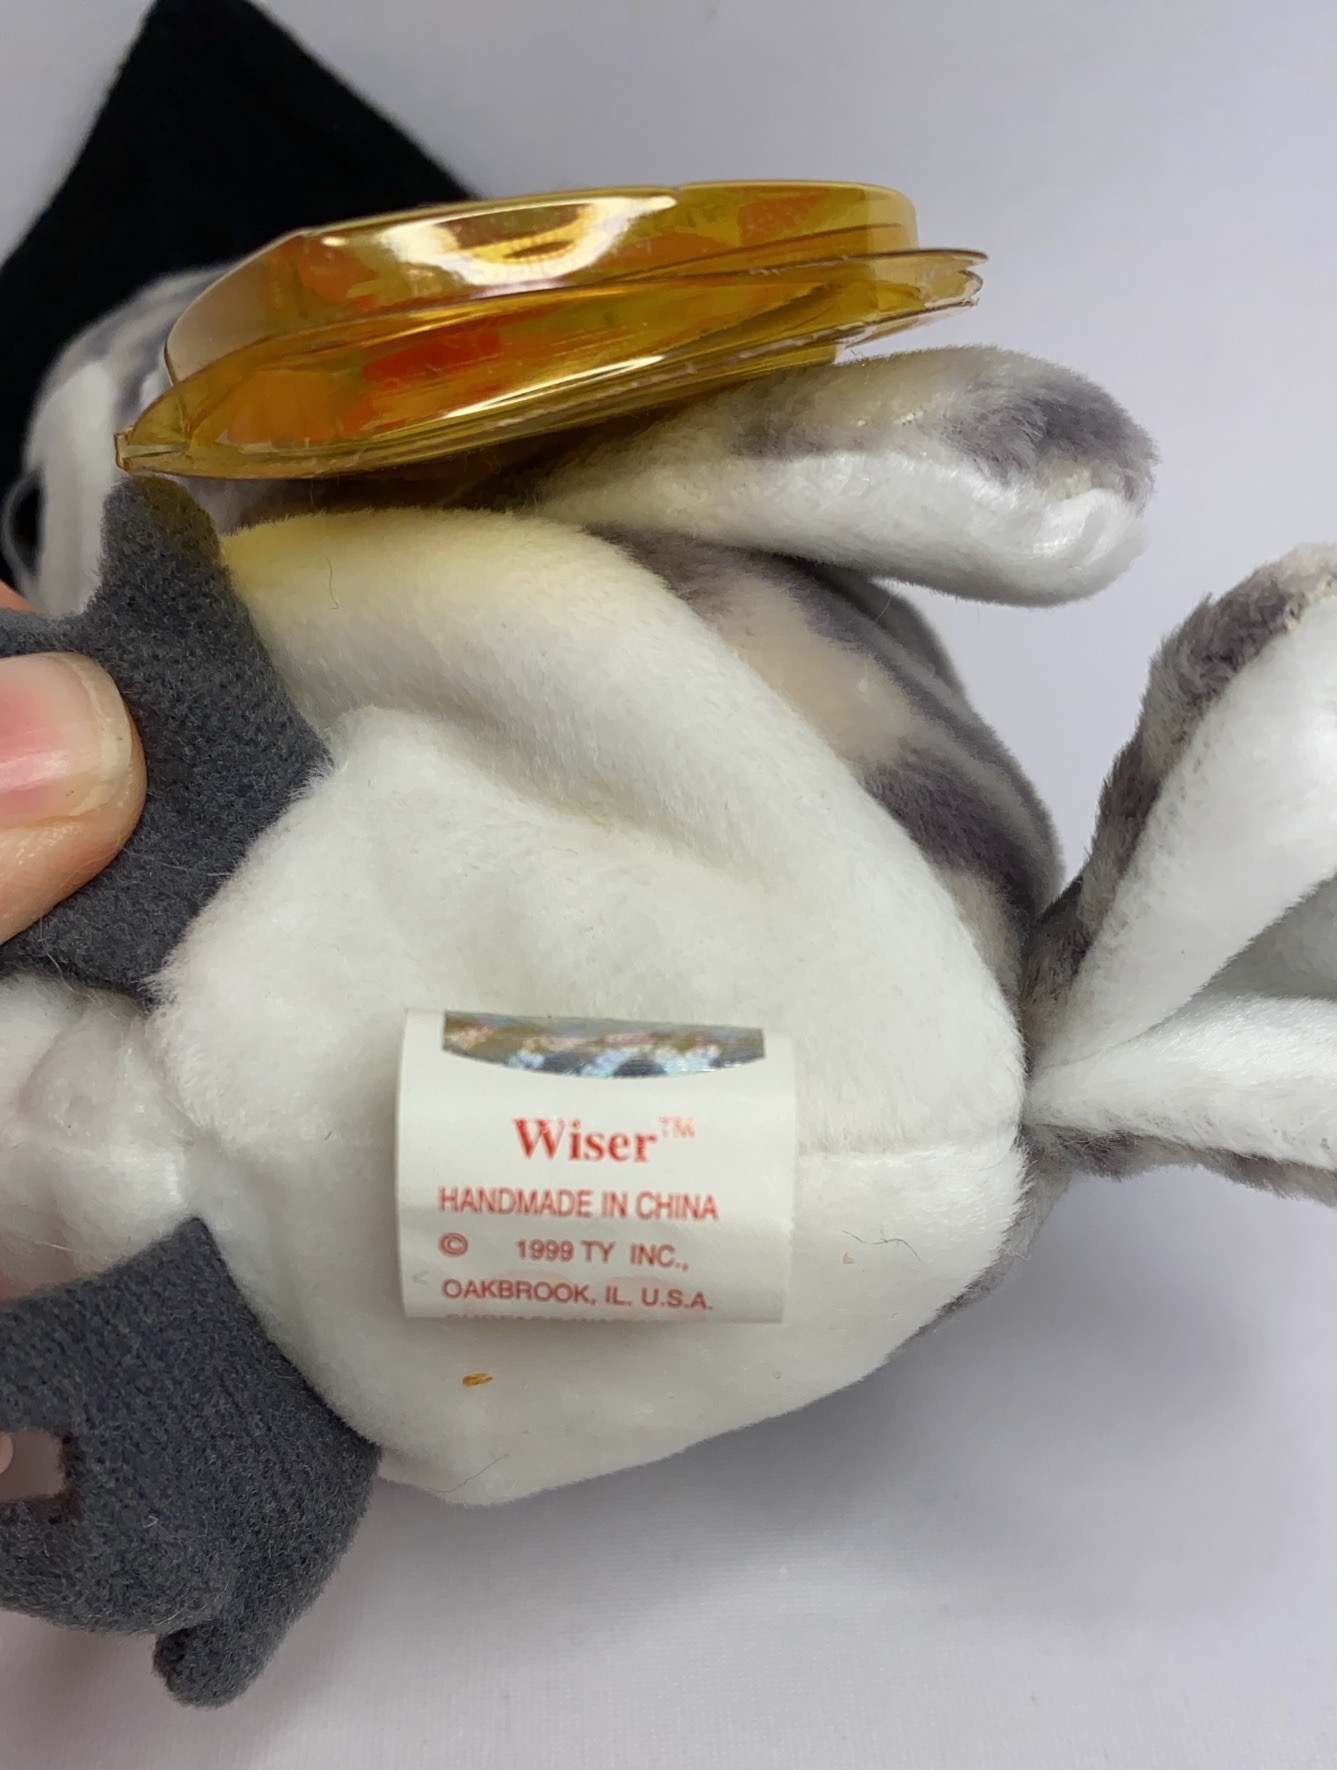 Wiser™
HANDMADE IN CHINA
© 1999 TY INC.,
OAKBROOK, IL. U.S.A.